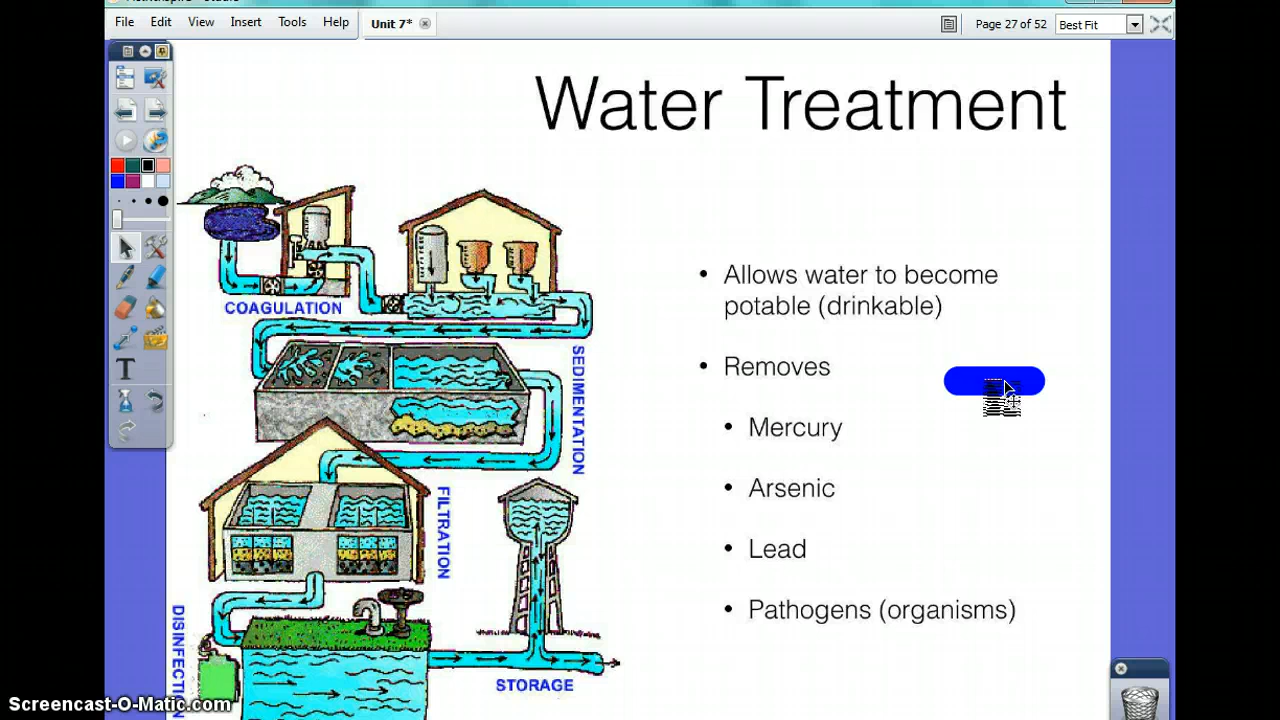 File Edit View Insert Tools Help
Unit 7*
Page 27 of 52
Best Fit
Water Treatment
COAGULATION
SEDIMENTATION
FILTRATION
STORAGE
• Allows water to become
potable (drinkable)
• Removes
• Mercury
• Arsenic
• Lead
• Pathogens (organisms)
T
Screencast-O-Matic.com